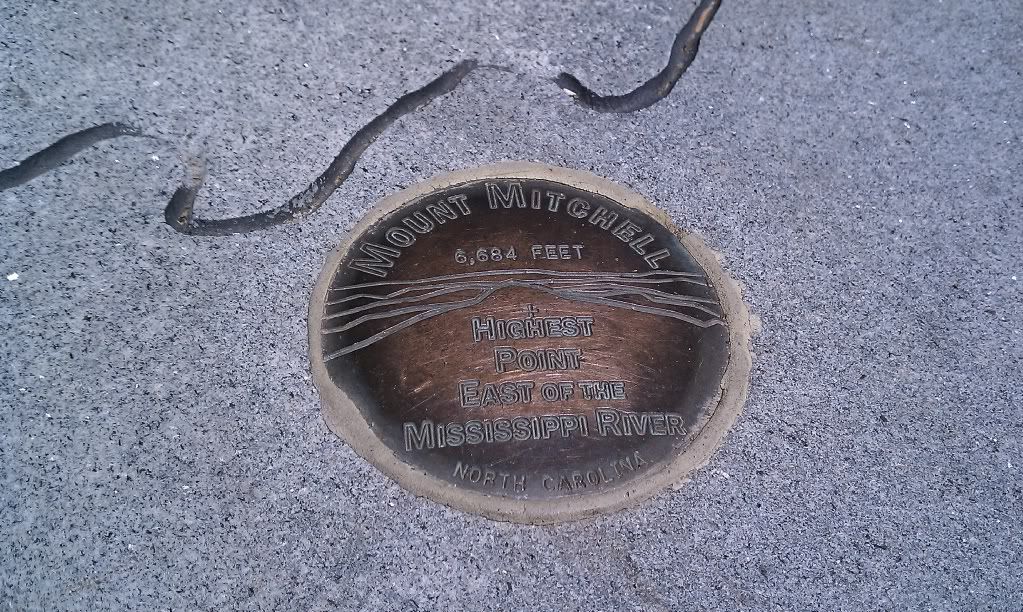 MOUNT MITCHELL
6,684 FEET
HIGHEST
POINT
EAST OF THE
MISSISSIPPI RIVER
NORTH CAROLINA